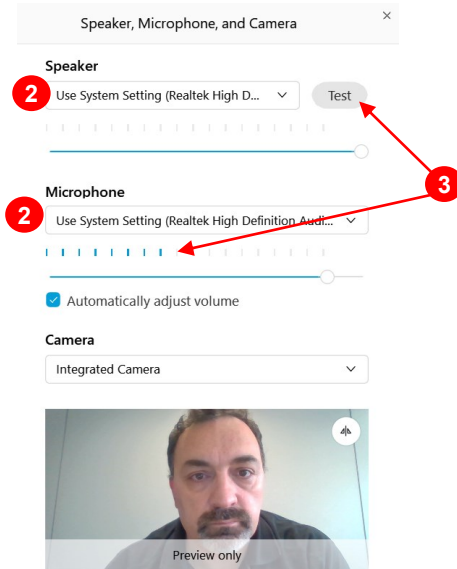 Speaker, Microphone, and Camera
Speaker
2
Use System Setting (Realtek High D...
Test
3
Microphone
2
Use System Setting (Realtek High Definition Audi...
Automatically adjust volume
Camera
Integrated Camera
Preview only